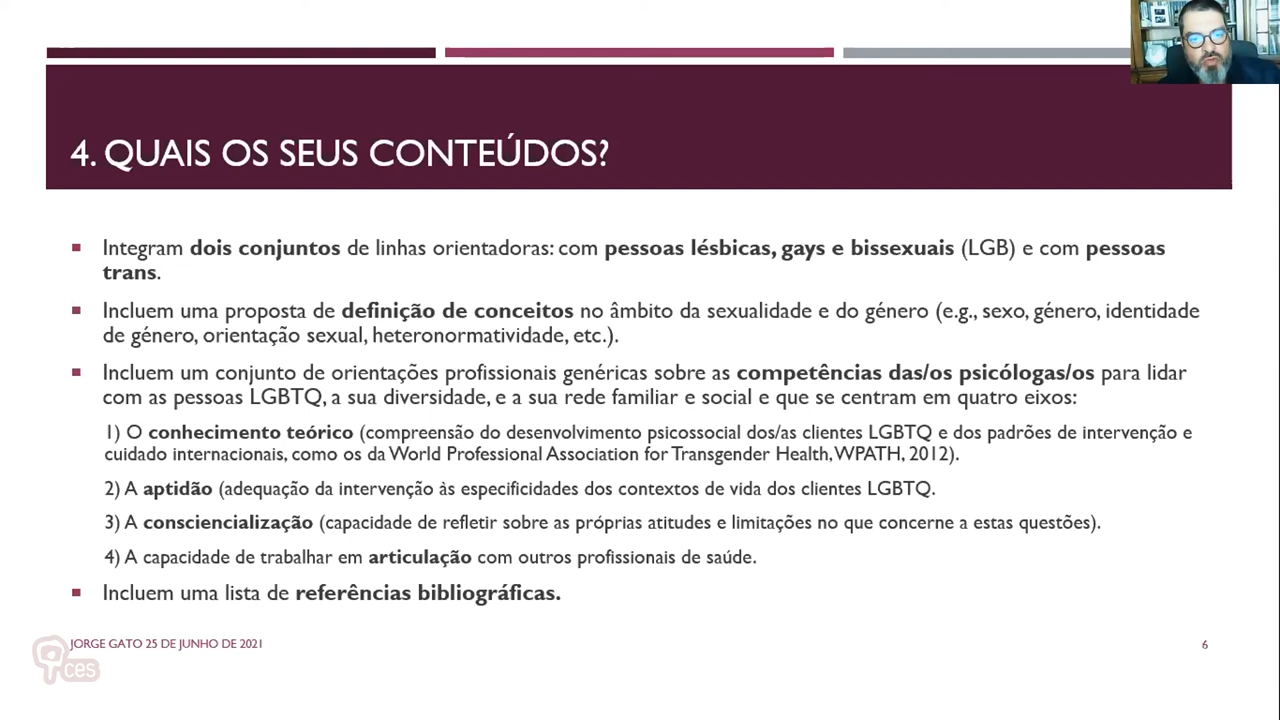 4. QUAIS OS SEUS CONTEÚDOS?
Integram dois conjuntos de linhas orientadoras: com pessoas lésbicas, gays e bissexuais (LGB) e com pessoas
trans.
Incluem uma proposta de definição de conceitos no âmbito da sexualidade e do género (e.g., sexo, género, identidade
de género, orientação sexual, heteronormatividade, etc.).
Incluem um conjunto de orientações profissionais genéricas sobre as competências das/os psicólogas/os para lidar
com as pessoas LGBTQ, a sua diversidade, e a sua rede familiar e social e que se centram em quatro eixos:
1) O conhecimento teórico (compreensão do desenvolvimento psicossocial dos/as clientes LGBTQ e dos padrões de intervenção e
cuidado internacionais, como os da World Professional Association for Transgender Health, WPATH, 2012).
2) A aptidão (adequação da intervenção às especificidades dos contextos de vida dos clientes LGBTQ.
3) A consciencialização (capacidade de refletir sobre as próprias atitudes e limitações no que concerne a estas questões).
4) A capacidade de trabalhar em articulação com outros profissionais de saúde.
Incluem uma lista de referências bibliográficas.
JORGE GATO 25 DE JUNHO DE 2021
6
ces